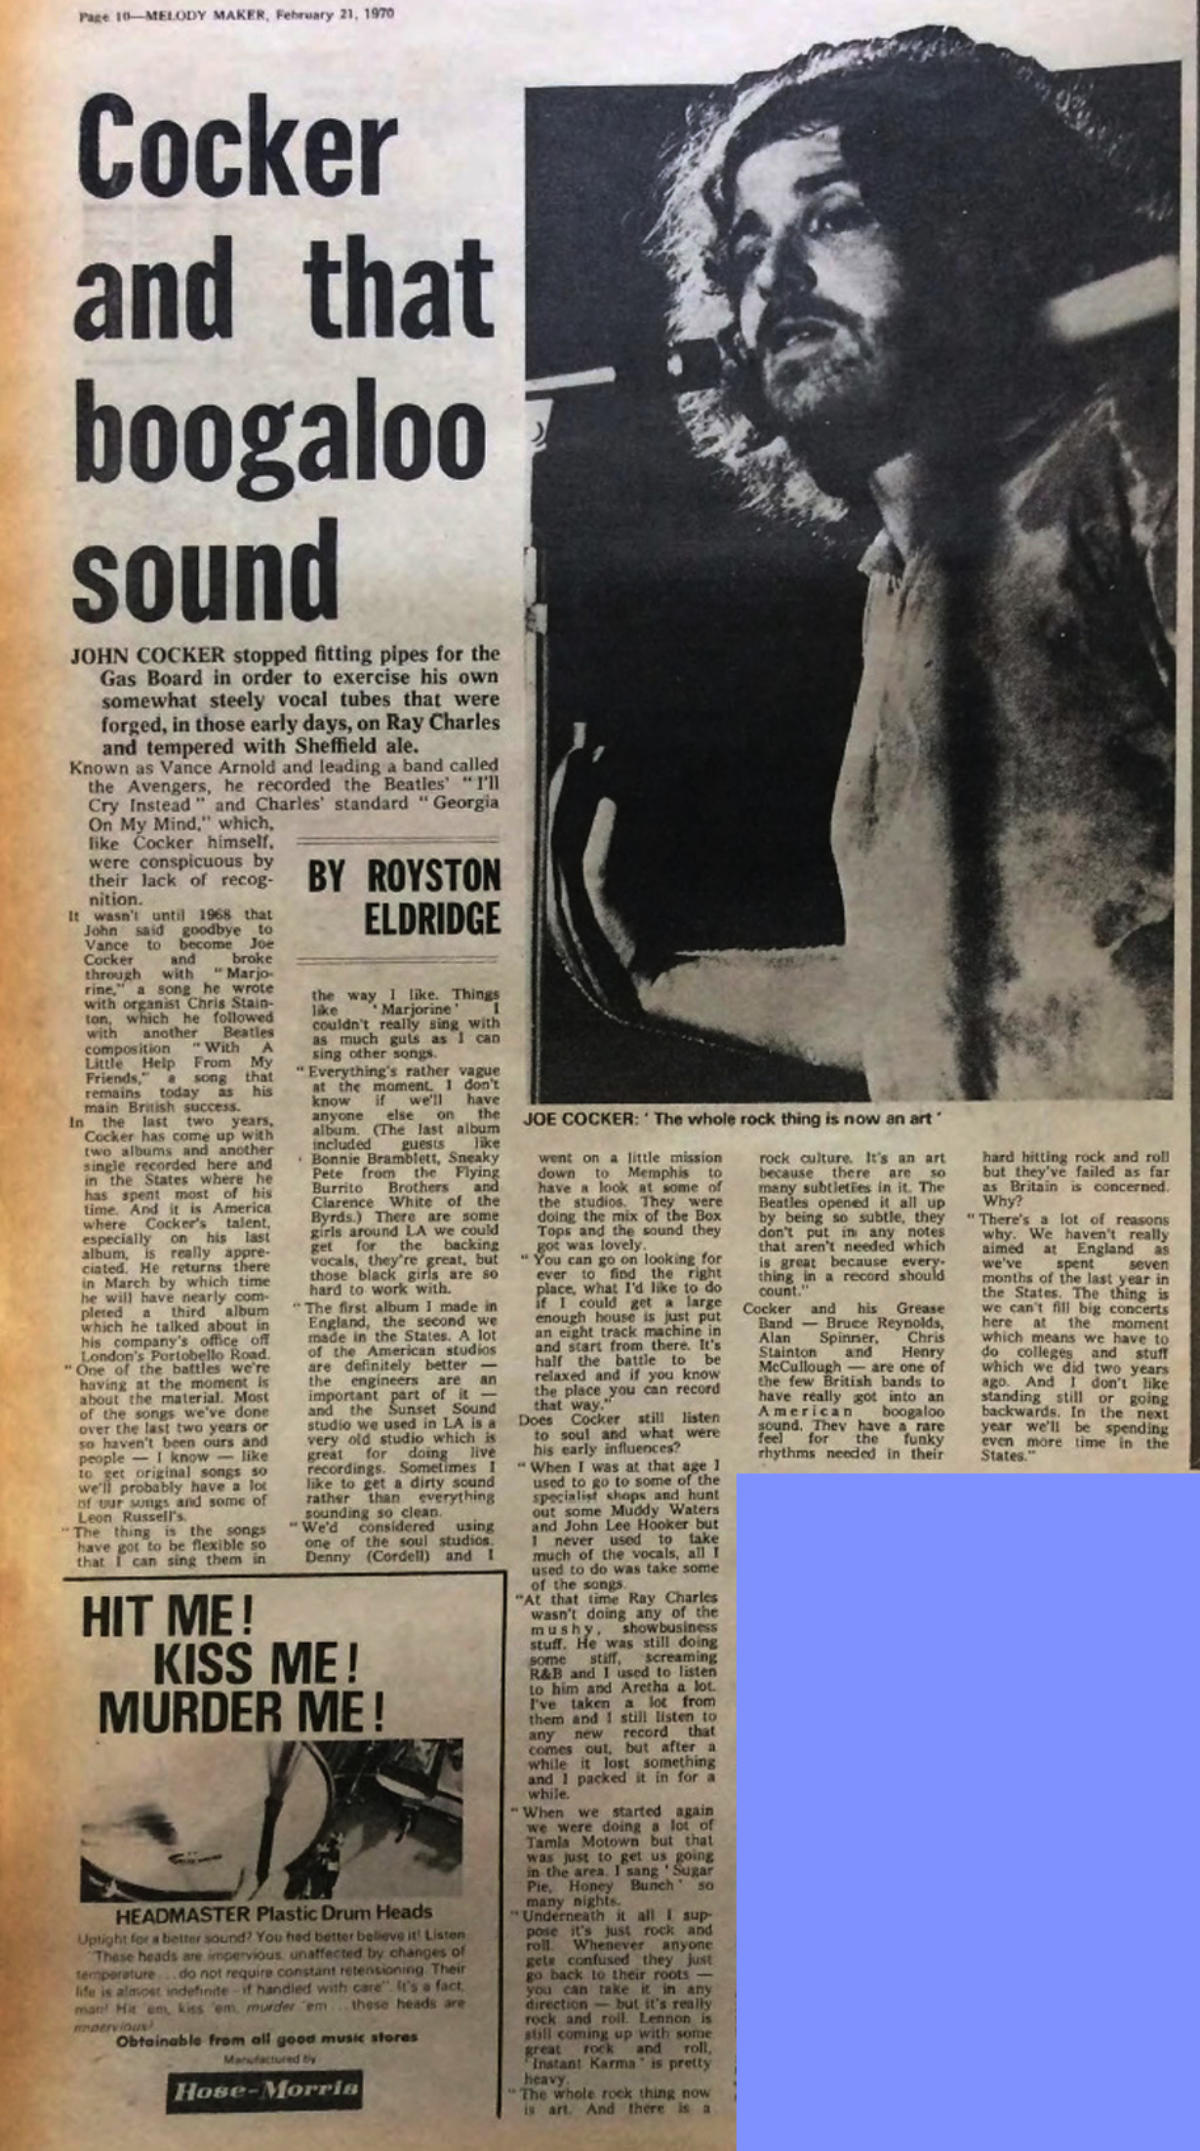 Page 10—MELODY MAKER, February 21, 1970
Cocker
and that
boogaloo
sound
JOHN COCKER stopped fitting pipes for the
Gas Board in order to exercise his own
somewhat steely vocal tubes that were
forged, in those early days, on Ray Charles
and tempered with Sheffield ale.
Known as Vance Arnold and leading a band called
the Avengers, he recorded the Beatles' "I'll
Cry Instead" and Charles' standard "Georgia
On My Mind," which,
like Cocker himself,
were conspicuous by
their lack of recog-
nition.
It wasn't until 1968 that
John said goodbye to
Vance to become Joe
Cocker and broke
through with "Marjo-
rine," a song he wrote
with organist Chris Stain-
ton, which he followed
with another Beatles
composition "With A
Little Help From My
Friends," a song that
remains today as his
main British success.
In the last two years,
Cocker has come up with
two albums and another
single recorded here and
in the States where he
has spent most of his
time. And it is America
where Cocker's talent,
especially on his last
album, is really appre-
ciated. He returns there
in March by which time
he will have nearly com-
pleted a third album
which he talked about in
his company's office off
London's Portobello Road.
"One of the battles we're
having at the moment is
about the material. Most
of the songs we've done
over the last two years or
so haven't been ours and
people — I know — like
to get original songs so
we'll probably have a lot
of our songs and some of
Leon Russell's.
"The thing is the songs
have got to be flexible so
that I can sing them in
BY ROYSTON
ELDRIDGE
the way I like. Things
like 'Marjorine' I
couldn't really sing with
as much guts as I can
sing other songs.
"Everything's rather vague
at the moment. I don't
know if we'll have
anyone else on the
album. (The last album
included guests like
Bonnie Bramblett, Sneaky
Pete from the Flying
Burrito Brothers and
Clarence White of the
Byrds.) There are some
girls around LA we could
get for the backing
vocals, they're great, but
those black girls are so
hard to work with.
"The first album I made in
England, the second we
made in the States. A lot
of the American studios
are definitely better —
the engineers are an
important part of it —
and the Sunset Sound
studio we used in LA is a
very old studio which is
great for doing live
recordings. Sometimes I
like to get a dirty sound
rather than everything
sounding so clean.
"We'd considered using
one of the soul studios.
Denny (Cordell) and I
JOE COCKER: 'The whole rock thing is now an art'
went on a little mission
down to Memphis to
have a look at some of
the studios. They were
doing the mix of the Box
Tops and the sound they
got was lovely.
"You can go on looking for
ever to find the right
place, what I'd like to do
if I could get a large
enough house is just put
an eight track machine in
and start from there. It's
half the battle to be
relaxed and if you know
the place you can record
that way."
Does Cocker still listen
to soul and what were
his early influences?
"When I was at that age I
used to go to some of the
specialist shops and hunt
out some Muddy Waters
and John Lee Hooker but
I never used to take
much of the vocals, all I
used to do was take some
of the songs.
"At that time Ray Charles
wasn't doing any of the
mushy, showbusiness
stuff. He was still doing
some stiff, screaming
R&B and I used to listen
to him and Aretha a lot.
I've taken a lot from
them and I still listen to
any new record that
comes out, but after a
while it lost something
and I packed it in for a
while.
"When we started again
we were doing a lot of
Tamla Motown but that
was just to get us going
in the area. I sang 'Sugar
Pie, Honey Bunch' so
many nights.
"Underneath it all I sup-
pose it's just rock and
roll. Whenever anyone
gets confused they just
go back to their roots —
you can take it in any
direction — but it's really
rock and roll. Lennon is
still coming up with some
great rock and roll,
'Instant Karma' is pretty
heavy.
"The whole rock thing now
is art. And there is a
rock culture. It's an art
because there are so
many subtleties in it. The
Beatles opened it all up
by being so subtle, they
don't put in any notes
that aren't needed which
is great because every-
thing in a record should
count."
Cocker and his Grease
Band — Bruce Reynolds,
Alan Spinner, Chris
Stainton and Henry
McCullough — are one of
the few British bands to
have really got into an
American boogaloo
sound. They have a rare
feel for the funky
rhythms needed in their
hard hitting rock and roll
but they've failed as far
as Britain is concerned.
Why?
"There's a lot of reasons
why. We haven't really
aimed at England as
we've spent seven
months of the last year in
the States. The thing is
we can't fill big concerts
here at the moment
which means we have to
do colleges and stuff
which we did two years
ago. And I don't like
standing still or going
backwards. In the next
year we'll be spending
even more time in the
States."
HIT ME!
KISS ME!
MURDER ME!
HEADMASTER Plastic Drum Heads
Uptight for a better sound? You had better believe it! Listen
"These heads are impervious, unaffected by changes of
temperature . . . do not require constant retensioning. Their
life is almost indefinite - if handled with care". It's a fact,
man! Hit 'em, kiss 'em, murder 'em . . . these heads are
impervious!
Obtainable from all good music stores
Manufactured by
Hose-Morris